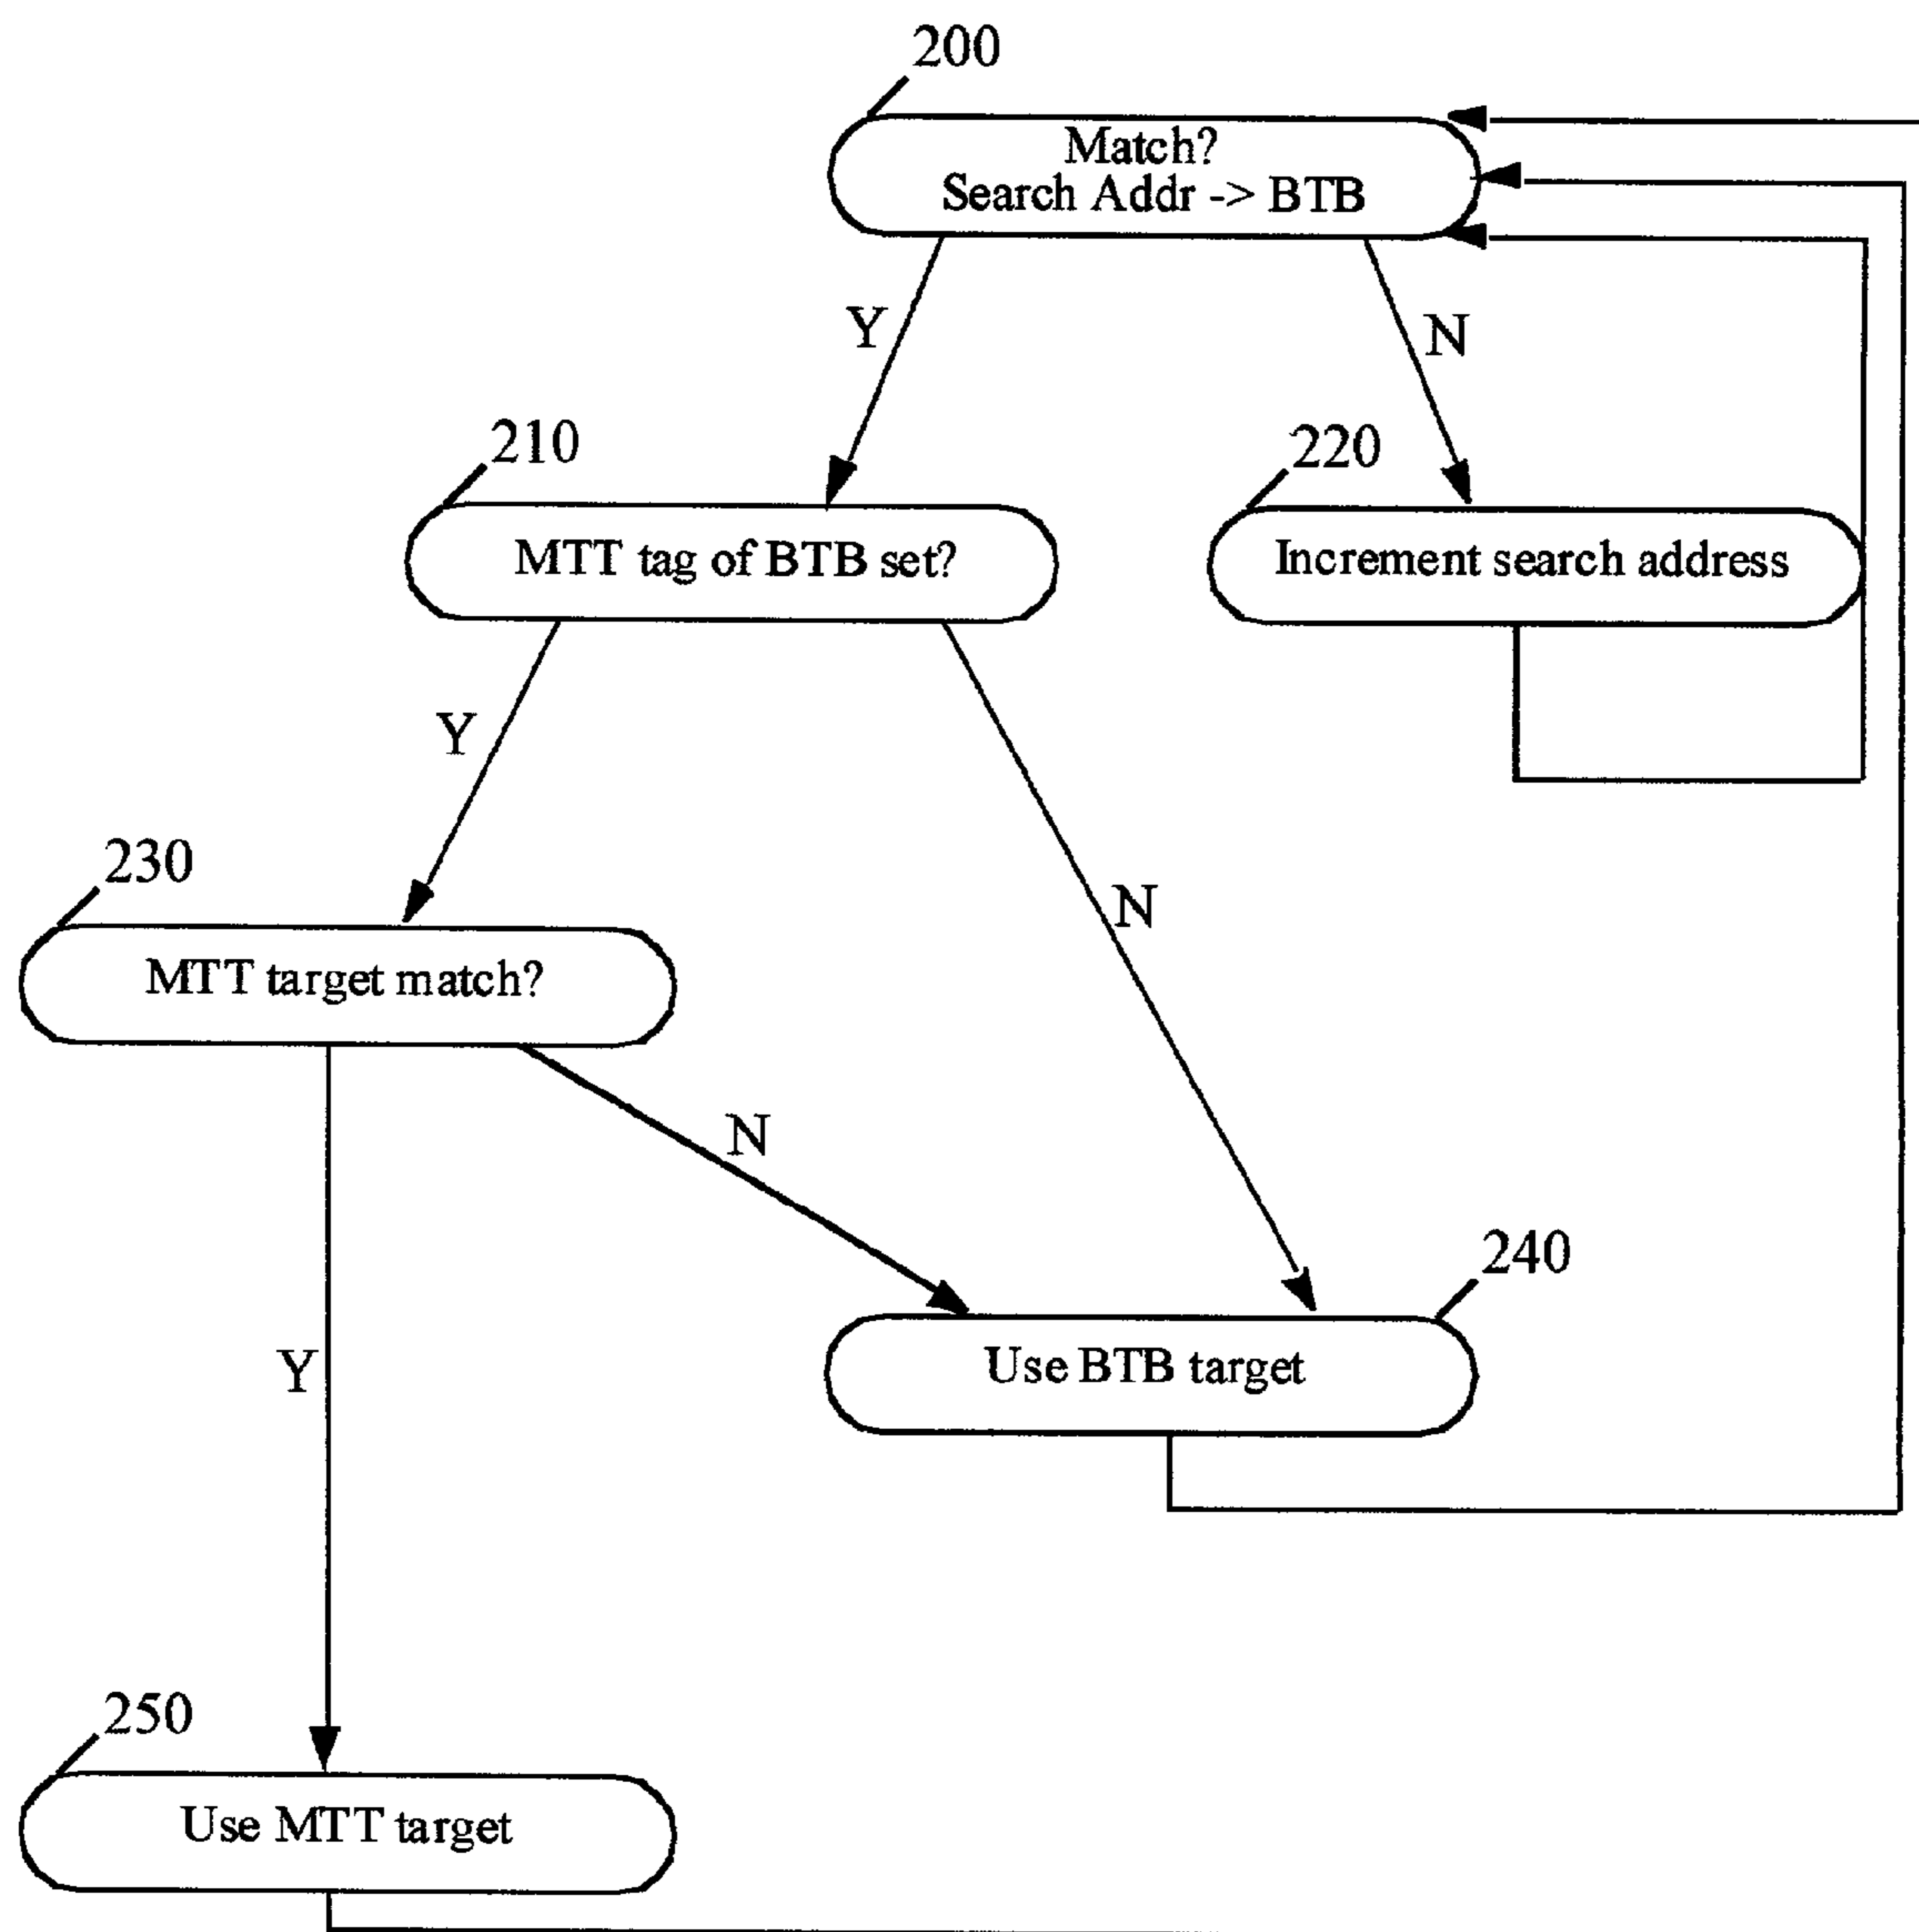 200
Match?
Search Addr -> BTB
Y
N
210
220
MTT tag of BTB set?
Increment search address
Y
230
N
MTT target match?
N
240
Y
Use BTB target
250
Use MTT target